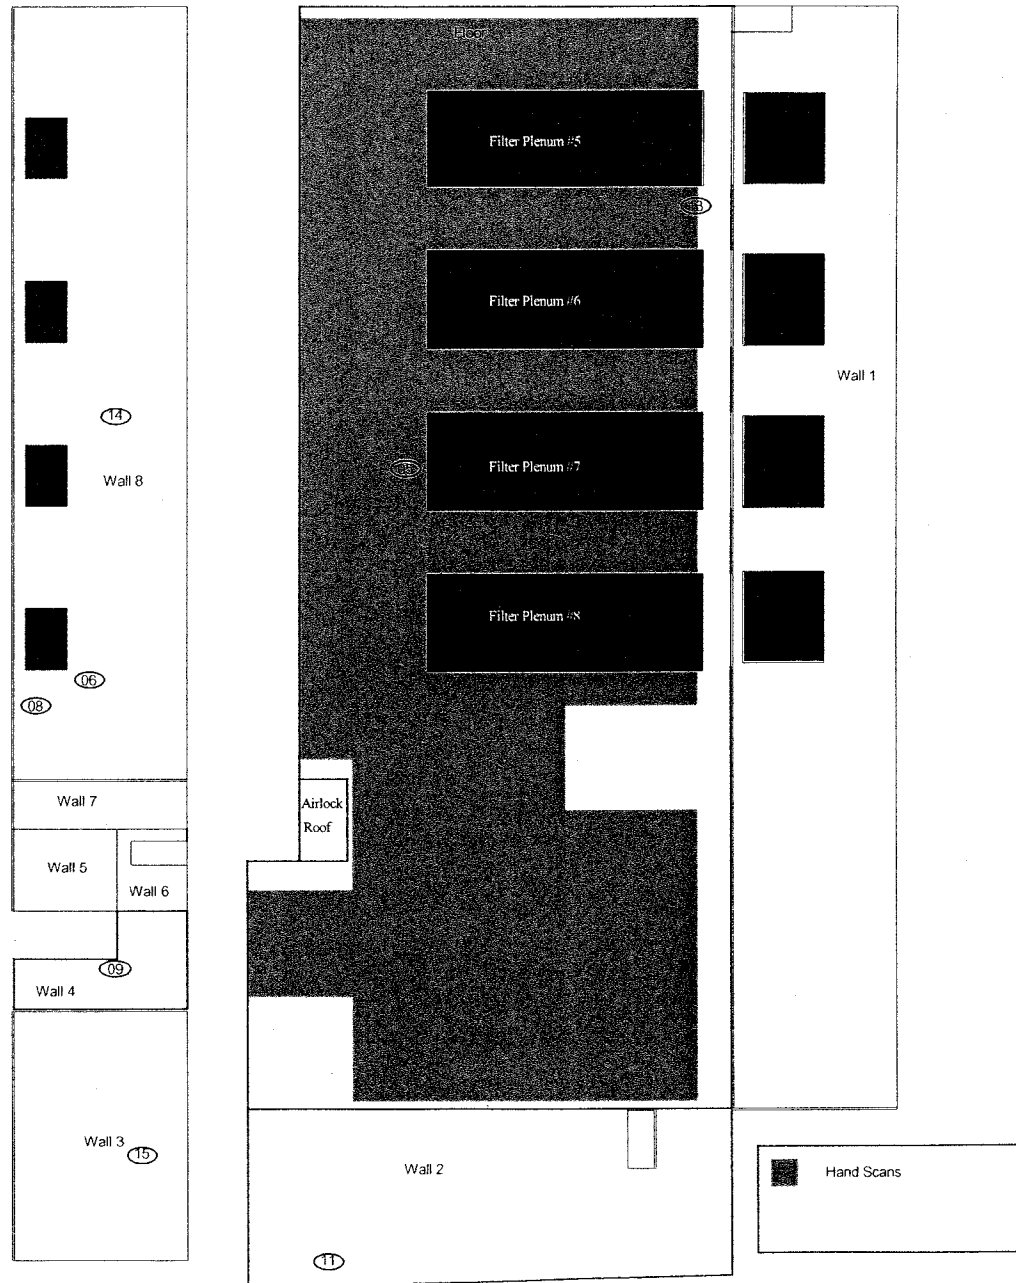 Floor
Filter Plenum #5
Filter Plenum #6
Wall 1
14
Filter Plenum #7
Wall 8
Filter Plenum #8
06
08
Wall 7
Airlock
Roof
Wall 5
Wall 6
09
Wall 4
Wall 3
15
Wall 2
Hand Scans
11